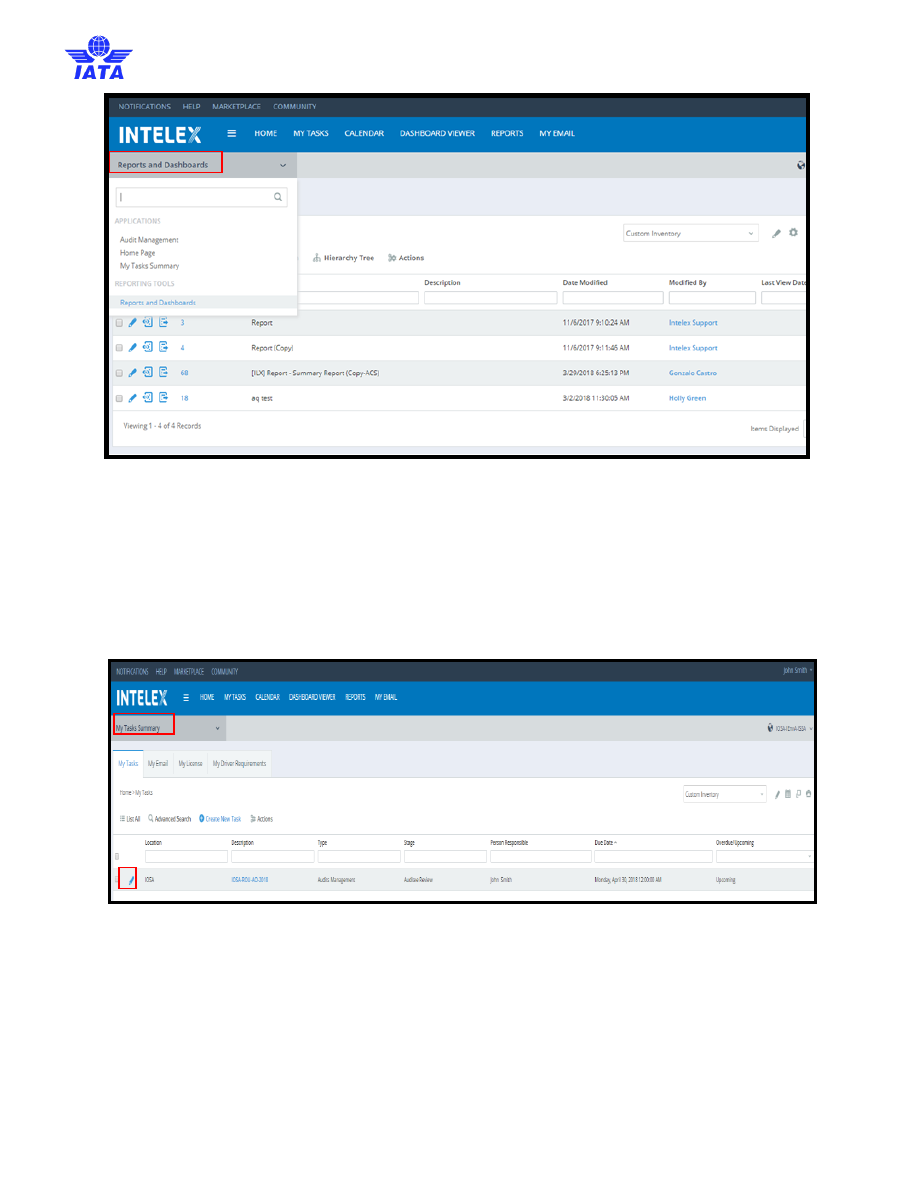 IATA
NOTIFICATIONS HELP MARKETPLACE COMMUNITY
INTELEX HOME MY TASKS CALENDAR DASHBOARD VIEWER REPORTS MY EMAIL
Reports and Dashboards
APPLICATIONS
Audit Management
Home Page
My Tasks Summary
REPORTING TOOLS
Reports and Dashboards
Custom Inventory
Hierarchy Tree Actions
Description Date Modified Modified By Last View Date
3 Report 11/6/2017 9:10:24 AM Intelex Support
4 Report (Copy) 11/6/2017 9:11:46 AM Intelex Support
68 [ILX] Report - Summary Report (Copy-ACS) 3/29/2018 6:25:13 PM Gonzalo Castro
18 aq test 3/2/2018 11:30:05 AM Holly Green
Viewing 1 - 4 of 4 Records Items Displayed
NOTIFICATIONS HELP MARKETPLACE COMMUNITY John Smith
INTELEX HOME MY TASKS CALENDAR DASHBOARD VIEWER REPORTS MY EMAIL
My Tasks Summary
My Tasks My Email My License My Driver Requirements
Home > My Tasks Custom Inventory
List All Advanced Search Create New Task Actions
Location Description Type Stage Person Responsible Due Date Overdue/Upcoming
IOSA IOSA-ROU-AO-2018 Audits Management Auditee Review John Smith Monday, April 30, 2018 12:00:00 AM Upcoming